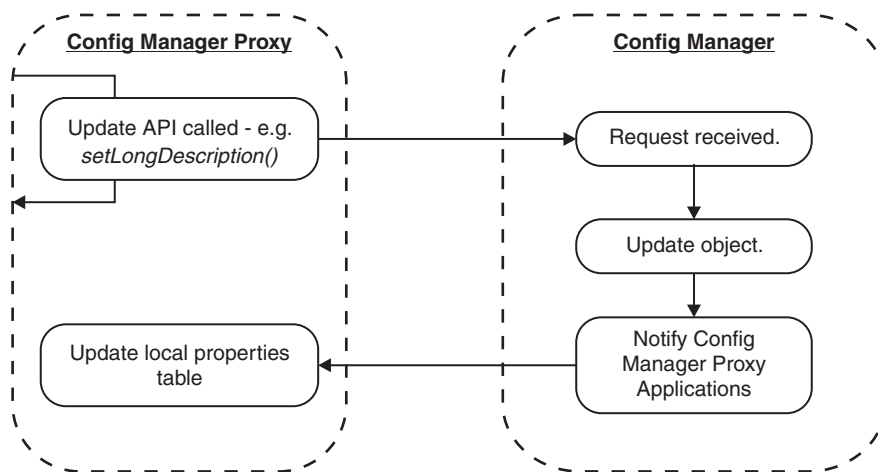 Config Manager Proxy
Update API called - e.g.
setLongDescription()
Update local properties
table
Config Manager
Request received.
Update object.
Notify Config
Manager Proxy
Applications